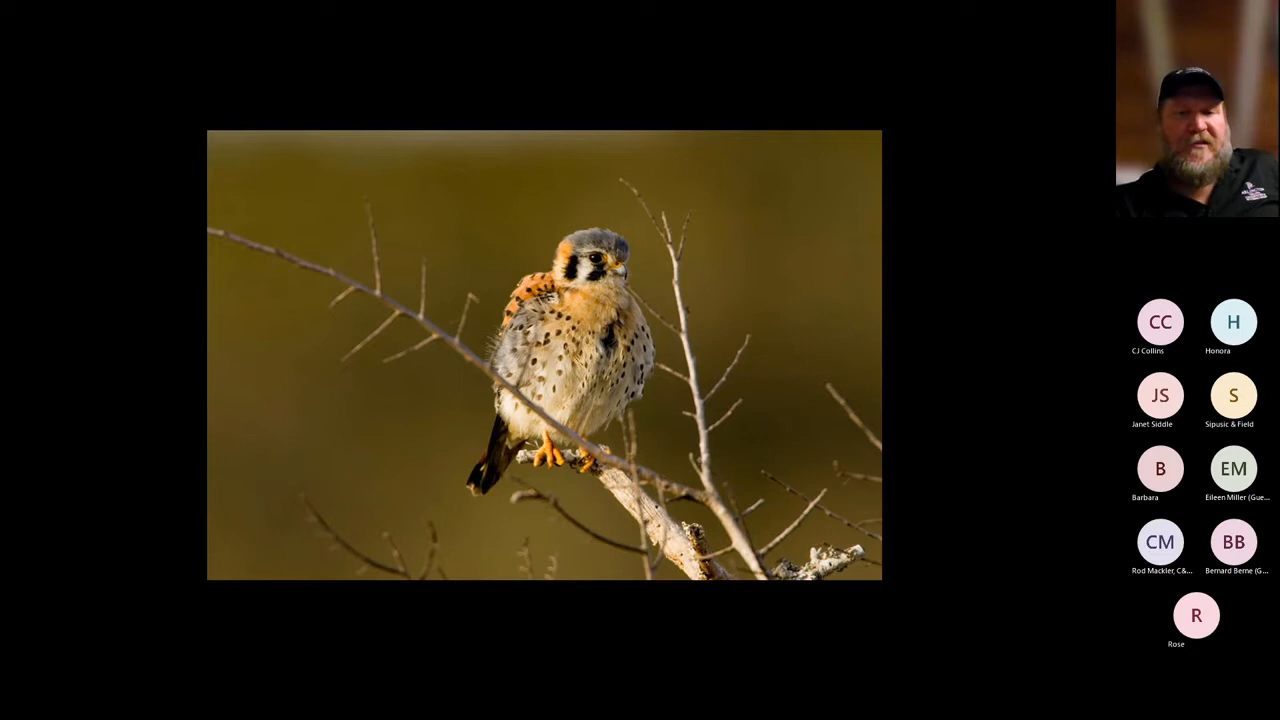 CC
H
CJ Collins
Honora
JS
S
Janet Siddle
Sipusic & Field
B
EM
Barbara
Eileen Miller (Gue...
CM
BB
Rod Mackler, C&...
Bernard Berne (G...
R
Rose